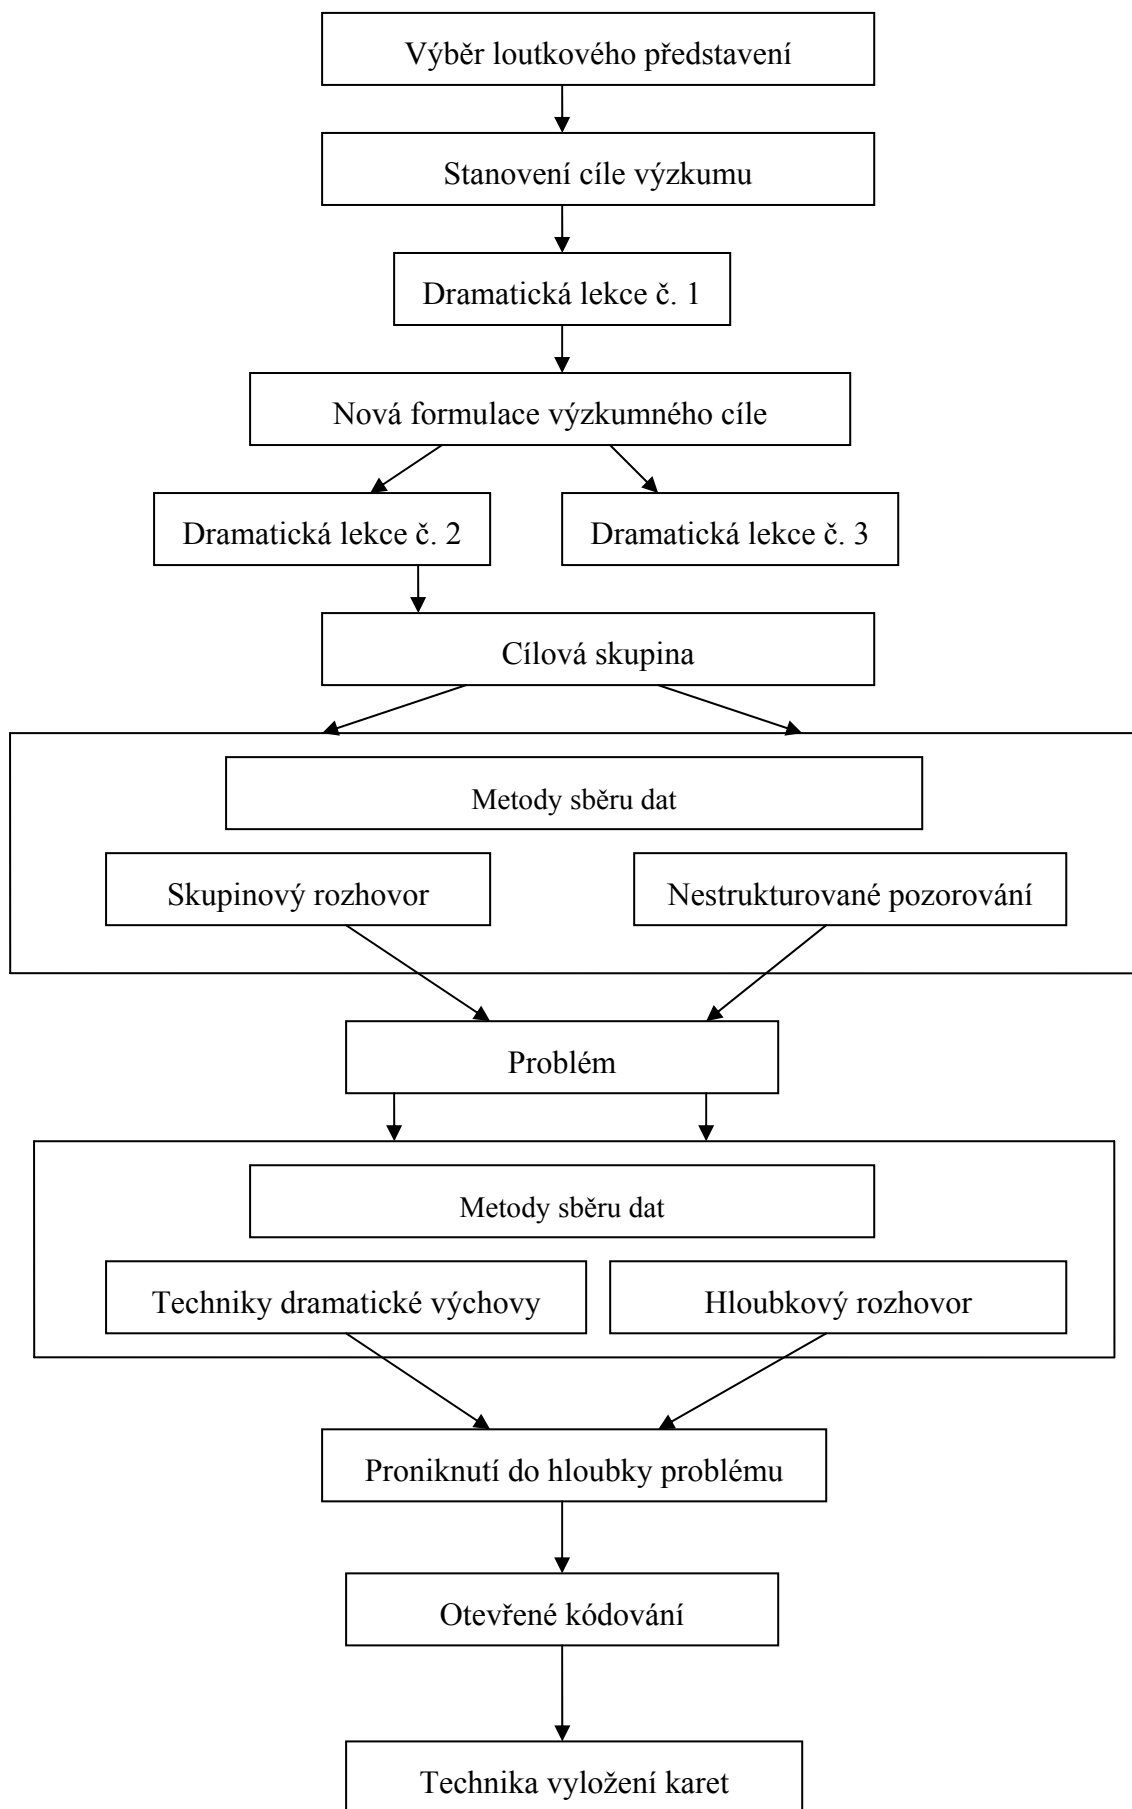 Výběr loutkového představení
Stanovení cíle výzkumu
Dramatická lekce č. 1
Nová formulace výzkumného cíle
Dramatická lekce č. 2
Dramatická lekce č. 3
Cílová skupina
Metody sběru dat
Skupinový rozhovor
Nestrukturované pozorování
Problém
Metody sběru dat
Techniky dramatické výchovy
Hloubkový rozhovor
Proniknutí do hloubky problému
Otevřené kódování
Technika vyložení karet